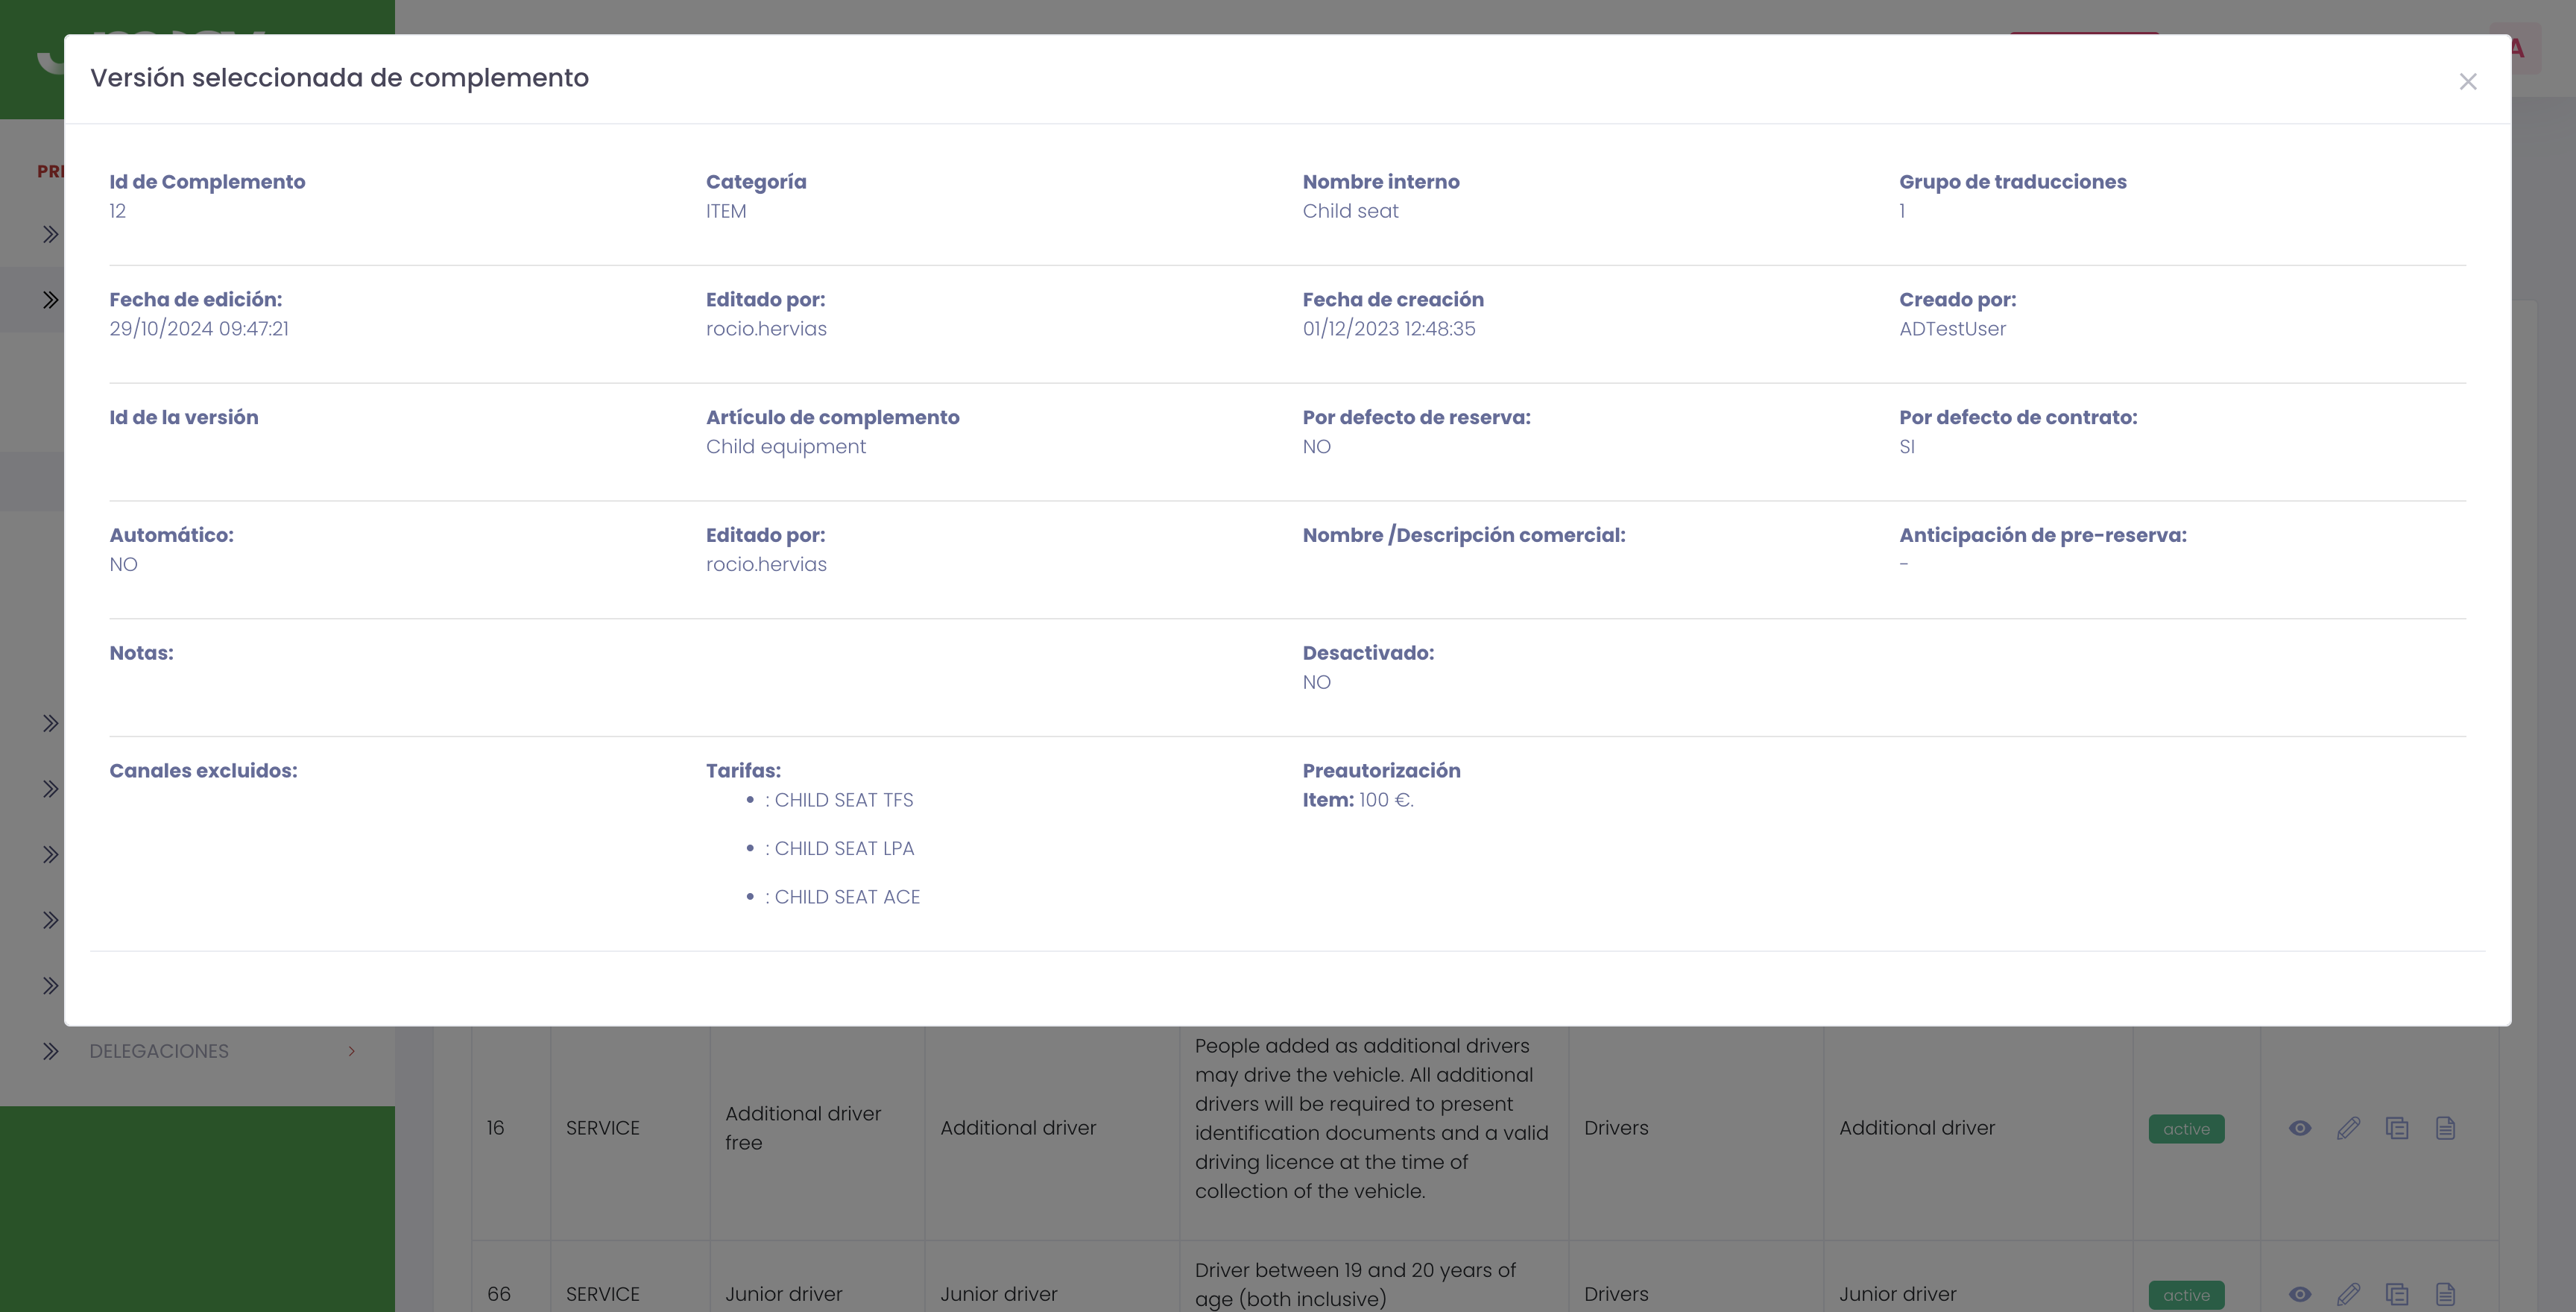 Versión seleccionada de complemento
A
PRE
Id de Complemento
12
Categoría
ITEM
Nombre interno
Child seat
Grupo de traducciones
1
Fecha de edición:
29/10/2024 09:47:21
Editado por:
rocio.hervias
Fecha de creación
01/12/2023 12:48:35
Creado por:
ADTestUser
Id de la versión
Artículo de complemento
Child equipment
Por defecto de reserva:
NO
Por defecto de contrato:
SI
Automático:
NO
Editado por:
rocio.hervias
Nombre /Descripción comercial:
Anticipación de pre-reserva:
-
Notas:
Desactivado:
NO
Canales excluidos:
Tarifas:
• : CHILD SEAT TFS
• : CHILD SEAT LPA
• : CHILD SEAT ACE
Preautorización
Item: 100 €.
DELEGACIONES
16
SERVICE
Additional driver
free
Additional driver
People added as additional drivers
may drive the vehicle. All additional
drivers will be required to present
identification documents and a valid
driving licence at the time of
collection of the vehicle.
Drivers
Additional driver
active
66
SERVICE
Junior driver
Junior driver
Driver between 19 and 20 years of
age (both inclusive)
Drivers
Junior driver
active